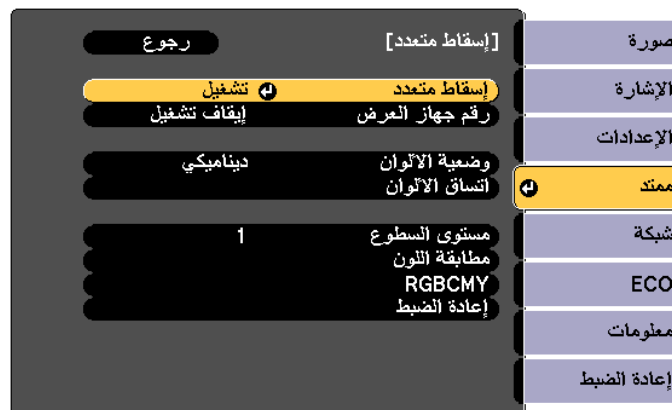 صورة
الإشارة
الإعدادات
ممتد
شبكة
ECO
معلومات
إعادة الضبط
[إسقاط متعدد] رجوع
إسقاط متعدد تشغيل
رقم جهاز العرض إيقاف تشغيل
وضعية الألوان ديناميكي
اتساق الألوان
مستوى السطوع 1
مطابقة اللون
RGBCMY
إعادة الضبط